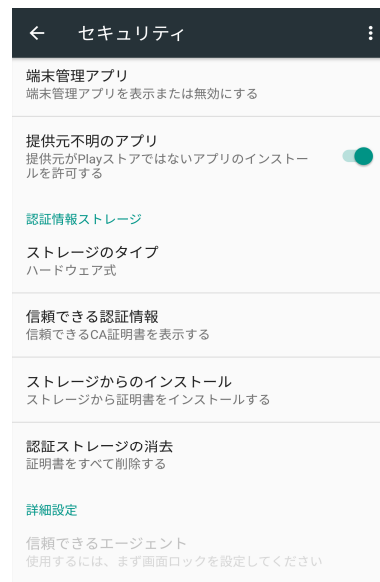 セキュリティ
端末管理アプリ
端末管理アプリを表示または無効にする
提供元不明のアプリ
提供元がPlayストアではないアプリのインストー
ルを許可する
認証情報ストレージ
ストレージのタイプ
ハードウェア式
信頼できる認証情報
信頼できるCA証明書を表示する
ストレージからのインストール
ストレージから証明書をインストールする
認証ストレージの消去
証明書をすべて削除する
詳細設定
信頼できるエージェント
使用するには、まず画面ロックを設定してください